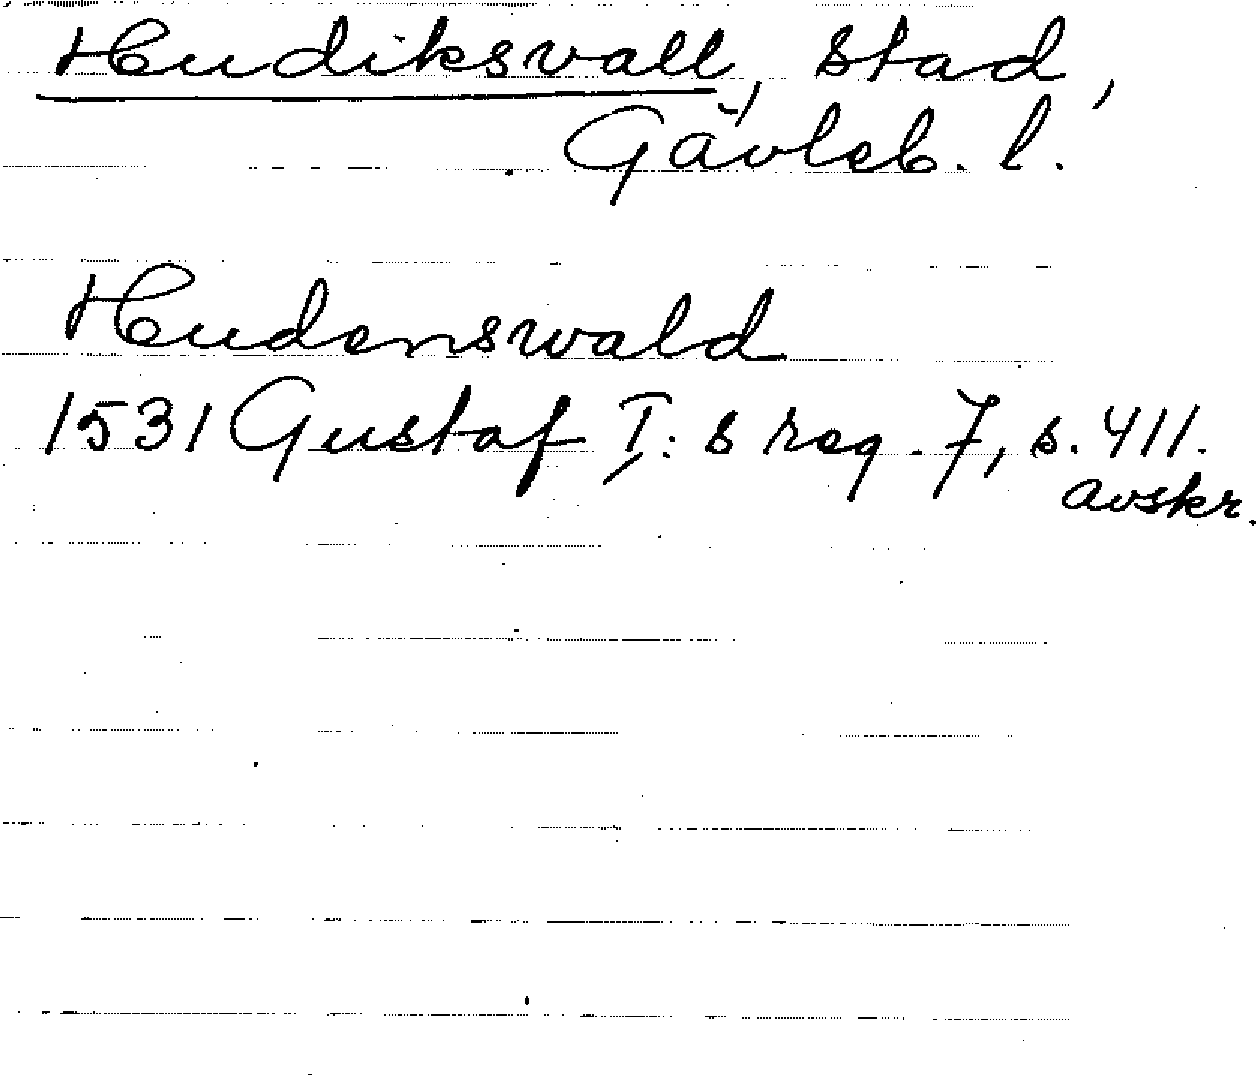 Hudiksvall, stad,
Gävleb. l.
Hudenswald
1531 Gustaf I:s reg. 7, s. 411.
avskr.